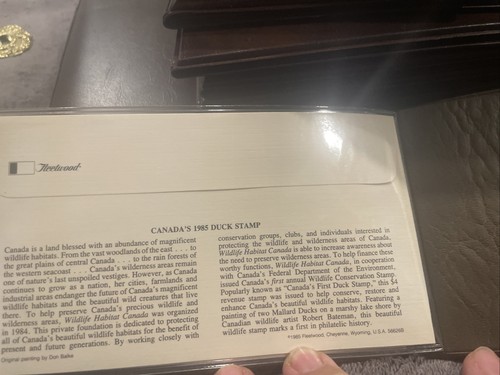 Fleetwood
CANADA'S 1985 DUCK STAMP
Canada is a land blessed with an abundance of magnificent
wildlife habitats. From the vast woodlands of the east . . . to
the great plains of central Canada . . . to the rain forests of
the western seacoast . . . Canada's wilderness areas remain
one of nature's last unspoiled vestiges. However, as Canada
continues to grow as a nation, her cities, farmlands and
industrial areas endanger the future of Canada's magnificent
wildlife habitats and the beautiful wild creatures that live
there. To help preserve Canada's precious wildlife and
wilderness areas, Wildlife Habitat Canada was organized
in 1984. This private foundation is dedicated to protecting
all of Canada's beautiful wildlife habitats for the benefit of
present and future generations. By working closely with
conservation groups, clubs, and individuals interested in
protecting the wildlife and wilderness areas of Canada,
Wildlife Habitat Canada is able to increase awareness about
the need to preserve wilderness areas. To help finance these
worthy functions, Wildlife Habitat Canada, in cooperation
with Canada's Federal Department of the Environment,
issued Canada's first annual Wildlife Conservation Stamp.
Popularly known as "Canada's First Duck Stamp," this $4
revenue stamp was issued to help conserve, restore and
enhance Canada's beautiful wildlife habitats. Featuring a
painting of two Mallard Ducks on a marshy lake shore by
Canadian wildlife artist Robert Bateman, this beautiful
wildlife stamp marks a first in philatelic history.
Original painting by Don Balke
©1985 Fleetwood, Cheyenne, Wyoming, U.S.A.